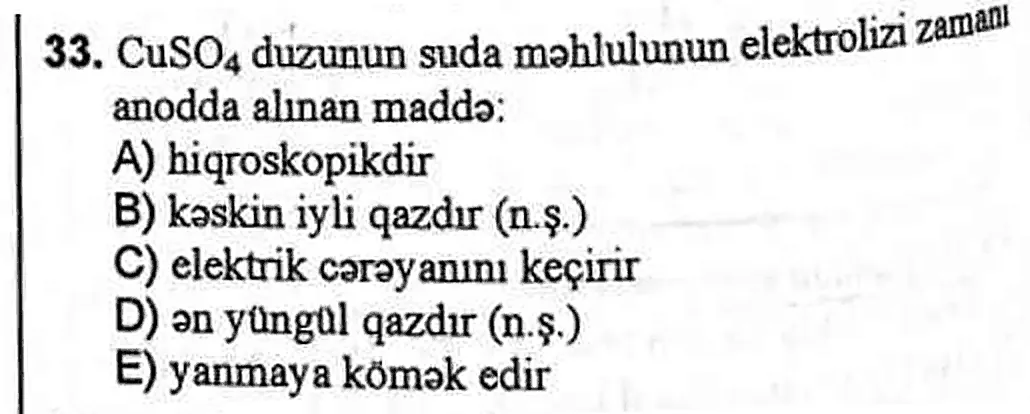 33. CuSO₄ duzunun suda məhlulunun elektrolizi zamanı
anodda alınan maddə:
A) hiqroskopikdir
B) kəskin iyli qazdır (n.ş.)
C) elektrik cərəyanını keçirir
D) ən yüngül qazdır (n.ş.)
E) yanmaya kömək edir